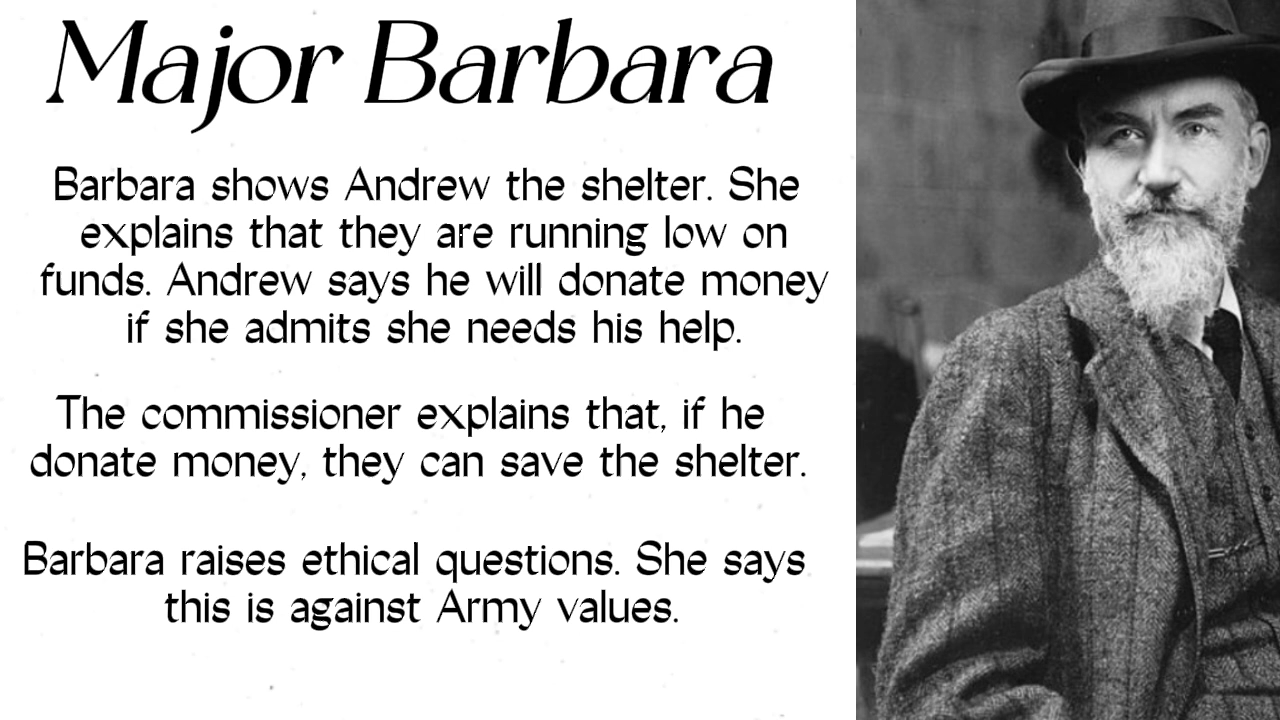 Major Barbara
Barbara shows Andrew the shelter. She
explains that they are running low on
funds. Andrew says he will donate money
if she admits she needs his help.
The commissioner explains that, if he
donate money, they can save the shelter.
Barbara raises ethical questions. She says
this is against Army values.